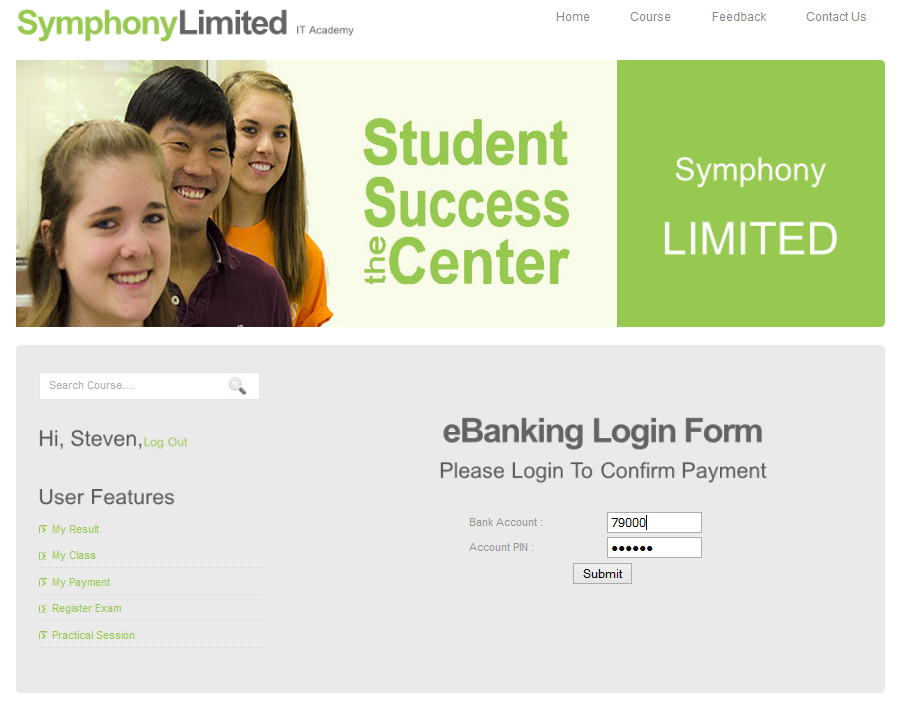 SymphonyLimited IT Academy
Home Course Feedback Contact Us
Student
Success
the Center
Symphony
LIMITED
Search Course....
Hi, Steven,Log Out
User Features
My Result
My Class
My Payment
Register Exam
Practical Session
eBanking Login Form
Please Login To Confirm Payment
Bank Account : 79000
Account PIN : ●●●●●●
Submit